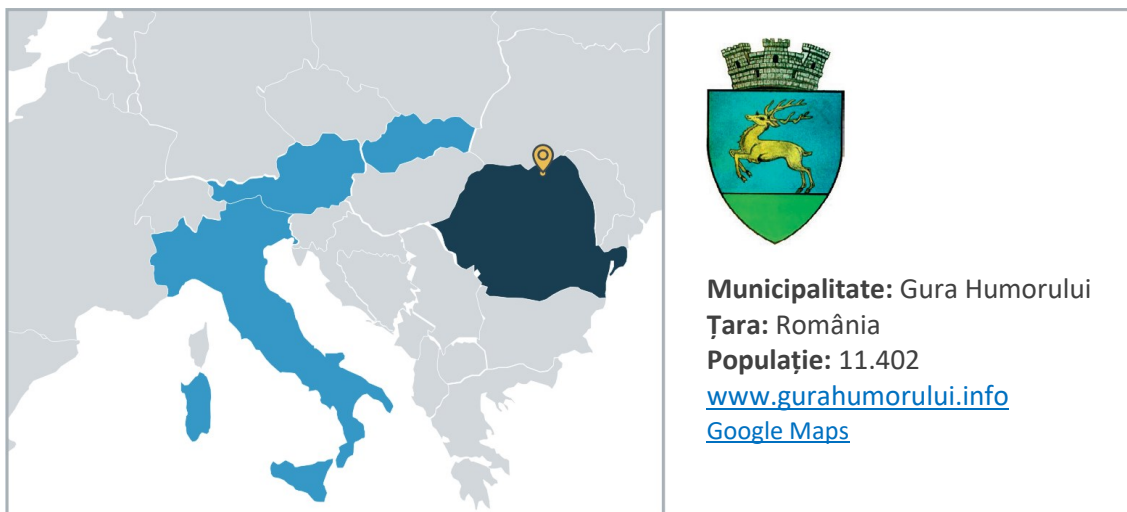 Municipalitate: Gura Humorului
Țara: România
Populație: 11.402
www.gurahumorului.info
Google Maps